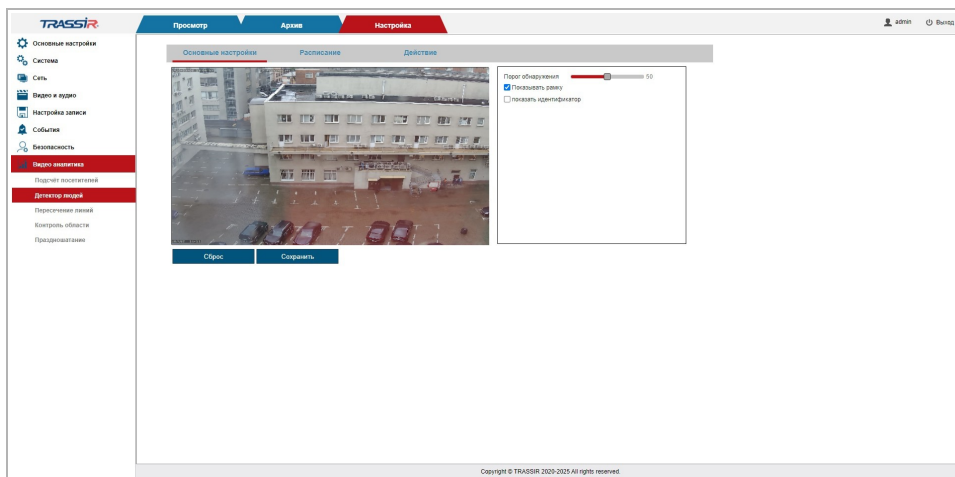 TRASSIR
Просмотр
Архив
Настройка
admin
Выход
Основные настройки
Система
Сеть
Видео и аудио
Настройка записи
События
Безопасность
Видео аналитика
Подсчёт посетителей
Детектор людей
Пересечение линий
Контроль области
Праздношатание
Основные настройки
Расписание
Действие
Порог обнаружения
50
Показывать рамку
показать идентификатор
Сброс
Сохранить
Copyright © TRASSIR 2020-2025 All rights reserved.